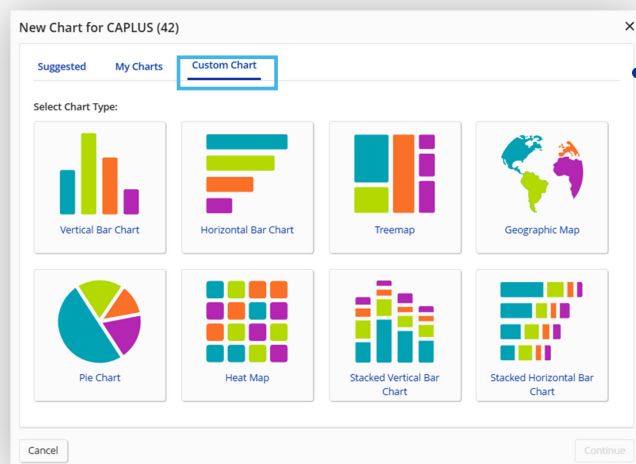 New Chart for CAPLUS (42)
Suggested My Charts Custom Chart
Select Chart Type:
Vertical Bar Chart
Horizontal Bar Chart
Treemap
Geographic Map
Pie Chart
Heat Map
Stacked Vertical Bar
Chart
Stacked Horizontal Bar
Chart
Cancel
Continue